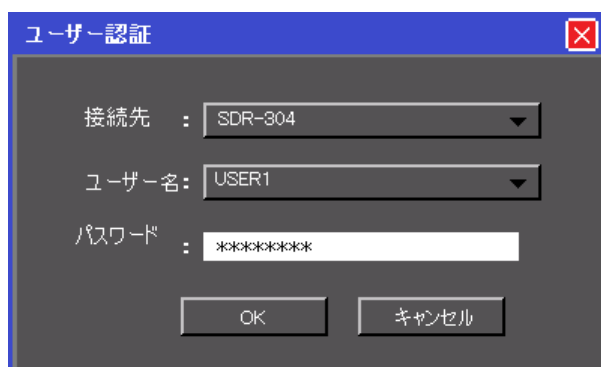 ユーザー認証
接続先 : SDR-304
ユーザー名: USER1
パスワード : ********
OK キャンセル